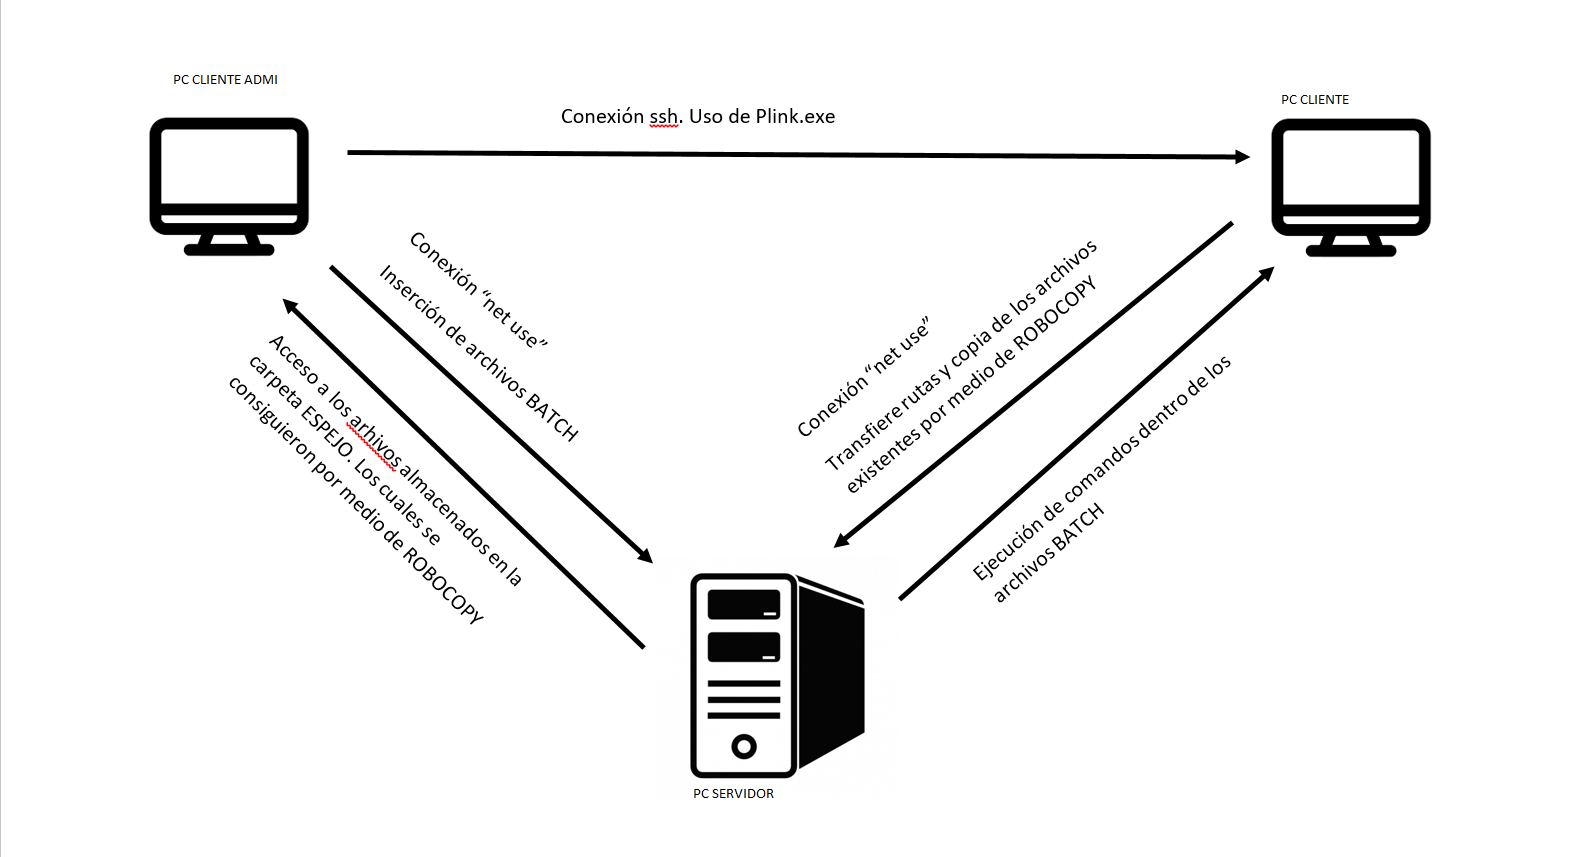 PC CLIENTE ADMI
PC CLIENTE
Conexión ssh. Uso de Plink.exe
Conexión “net use”
Inserción de archivos BATCH
Acceso a los arhivos almacenados en la
carpeta ESPEJO. Los cuales se
consiguieron por medio de ROBOCOPY
Conexión “net use”
Transfiere rutas y copia de los archivos
existentes por medio de ROBOCOPY
Ejecución de comandos dentro de los
archivos BATCH
PC SERVIDOR